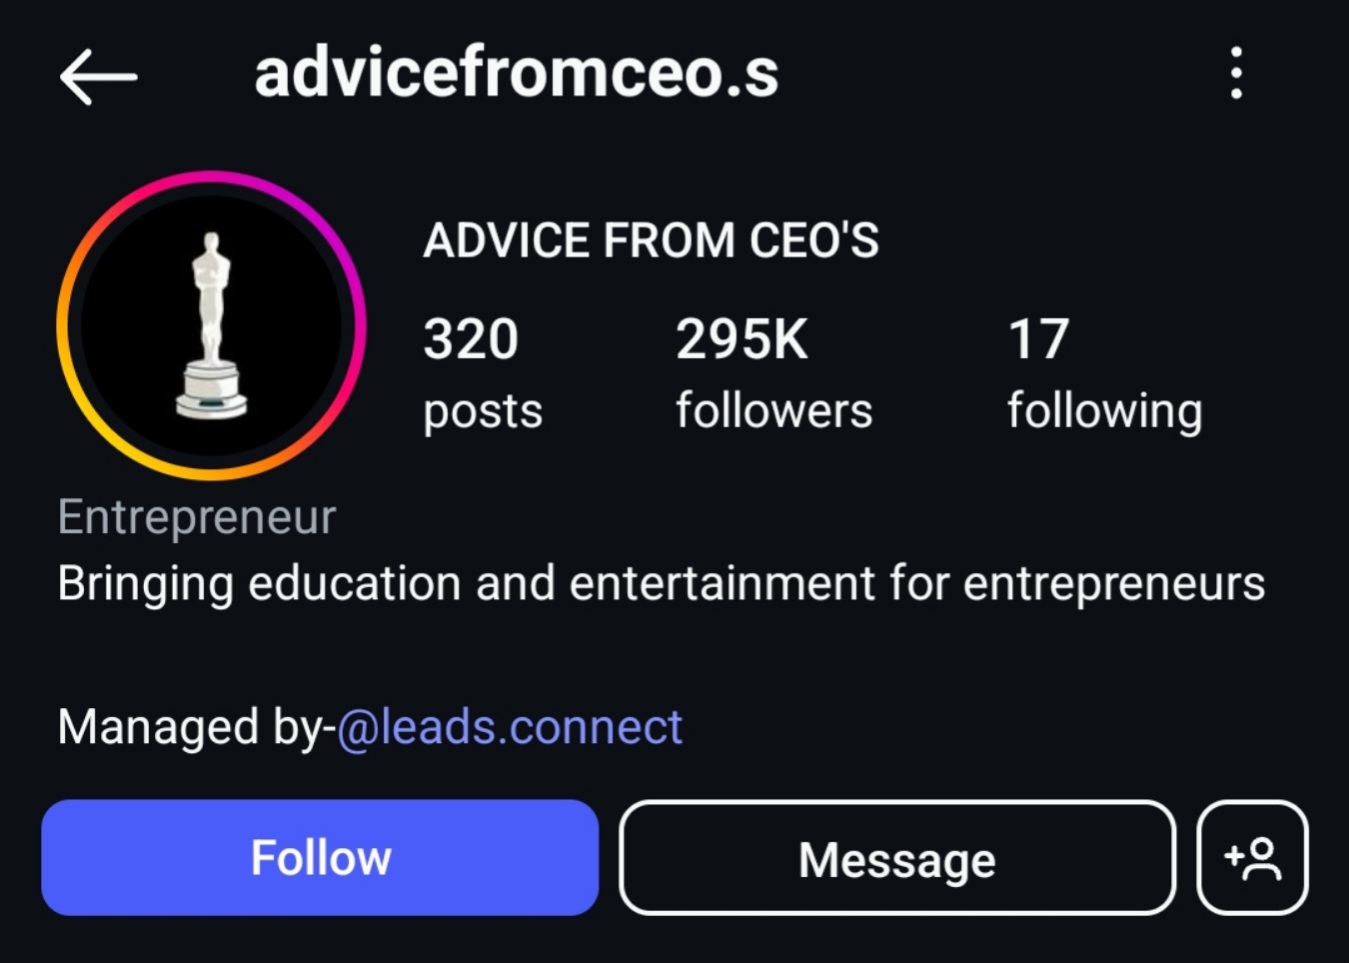 advicefromceo.s
ADVICE FROM CEO'S
320 295K 17
posts followers following
Entrepreneur
Bringing education and entertainment for entrepreneurs
Managed by-@leads.connect
Follow Message